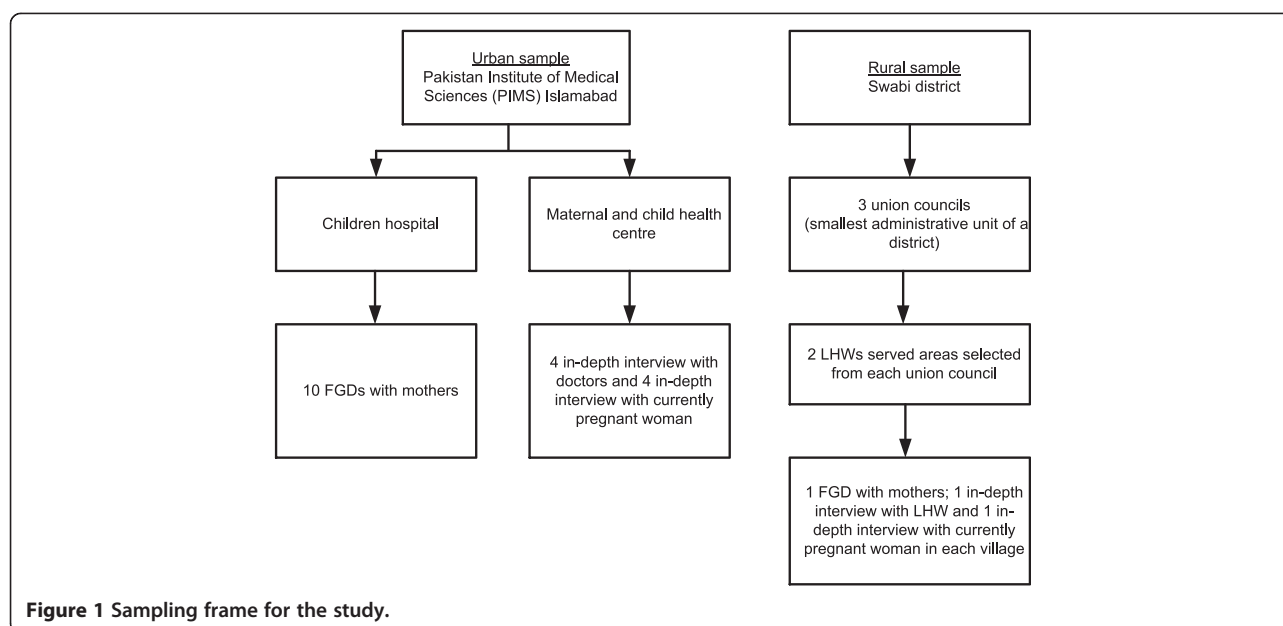 Urban sample
Pakistan Institute of Medical
Sciences (PIMS) Islamabad
Rural sample
Swabi district
Children hospital
Maternal and child health
centre
3 union councils
(smallest administrative unit of a
district)
10 FGDs with mothers
4 in-depth interview with
doctors and 4 in-depth
interview with currently
pregnant woman
2 LHWs served areas selected
from each union council
1 FGD with mothers; 1 in-depth
interview with LHW and 1 in-
depth interview with currently
pregnant woman in each village
Figure 1 Sampling frame for the study.